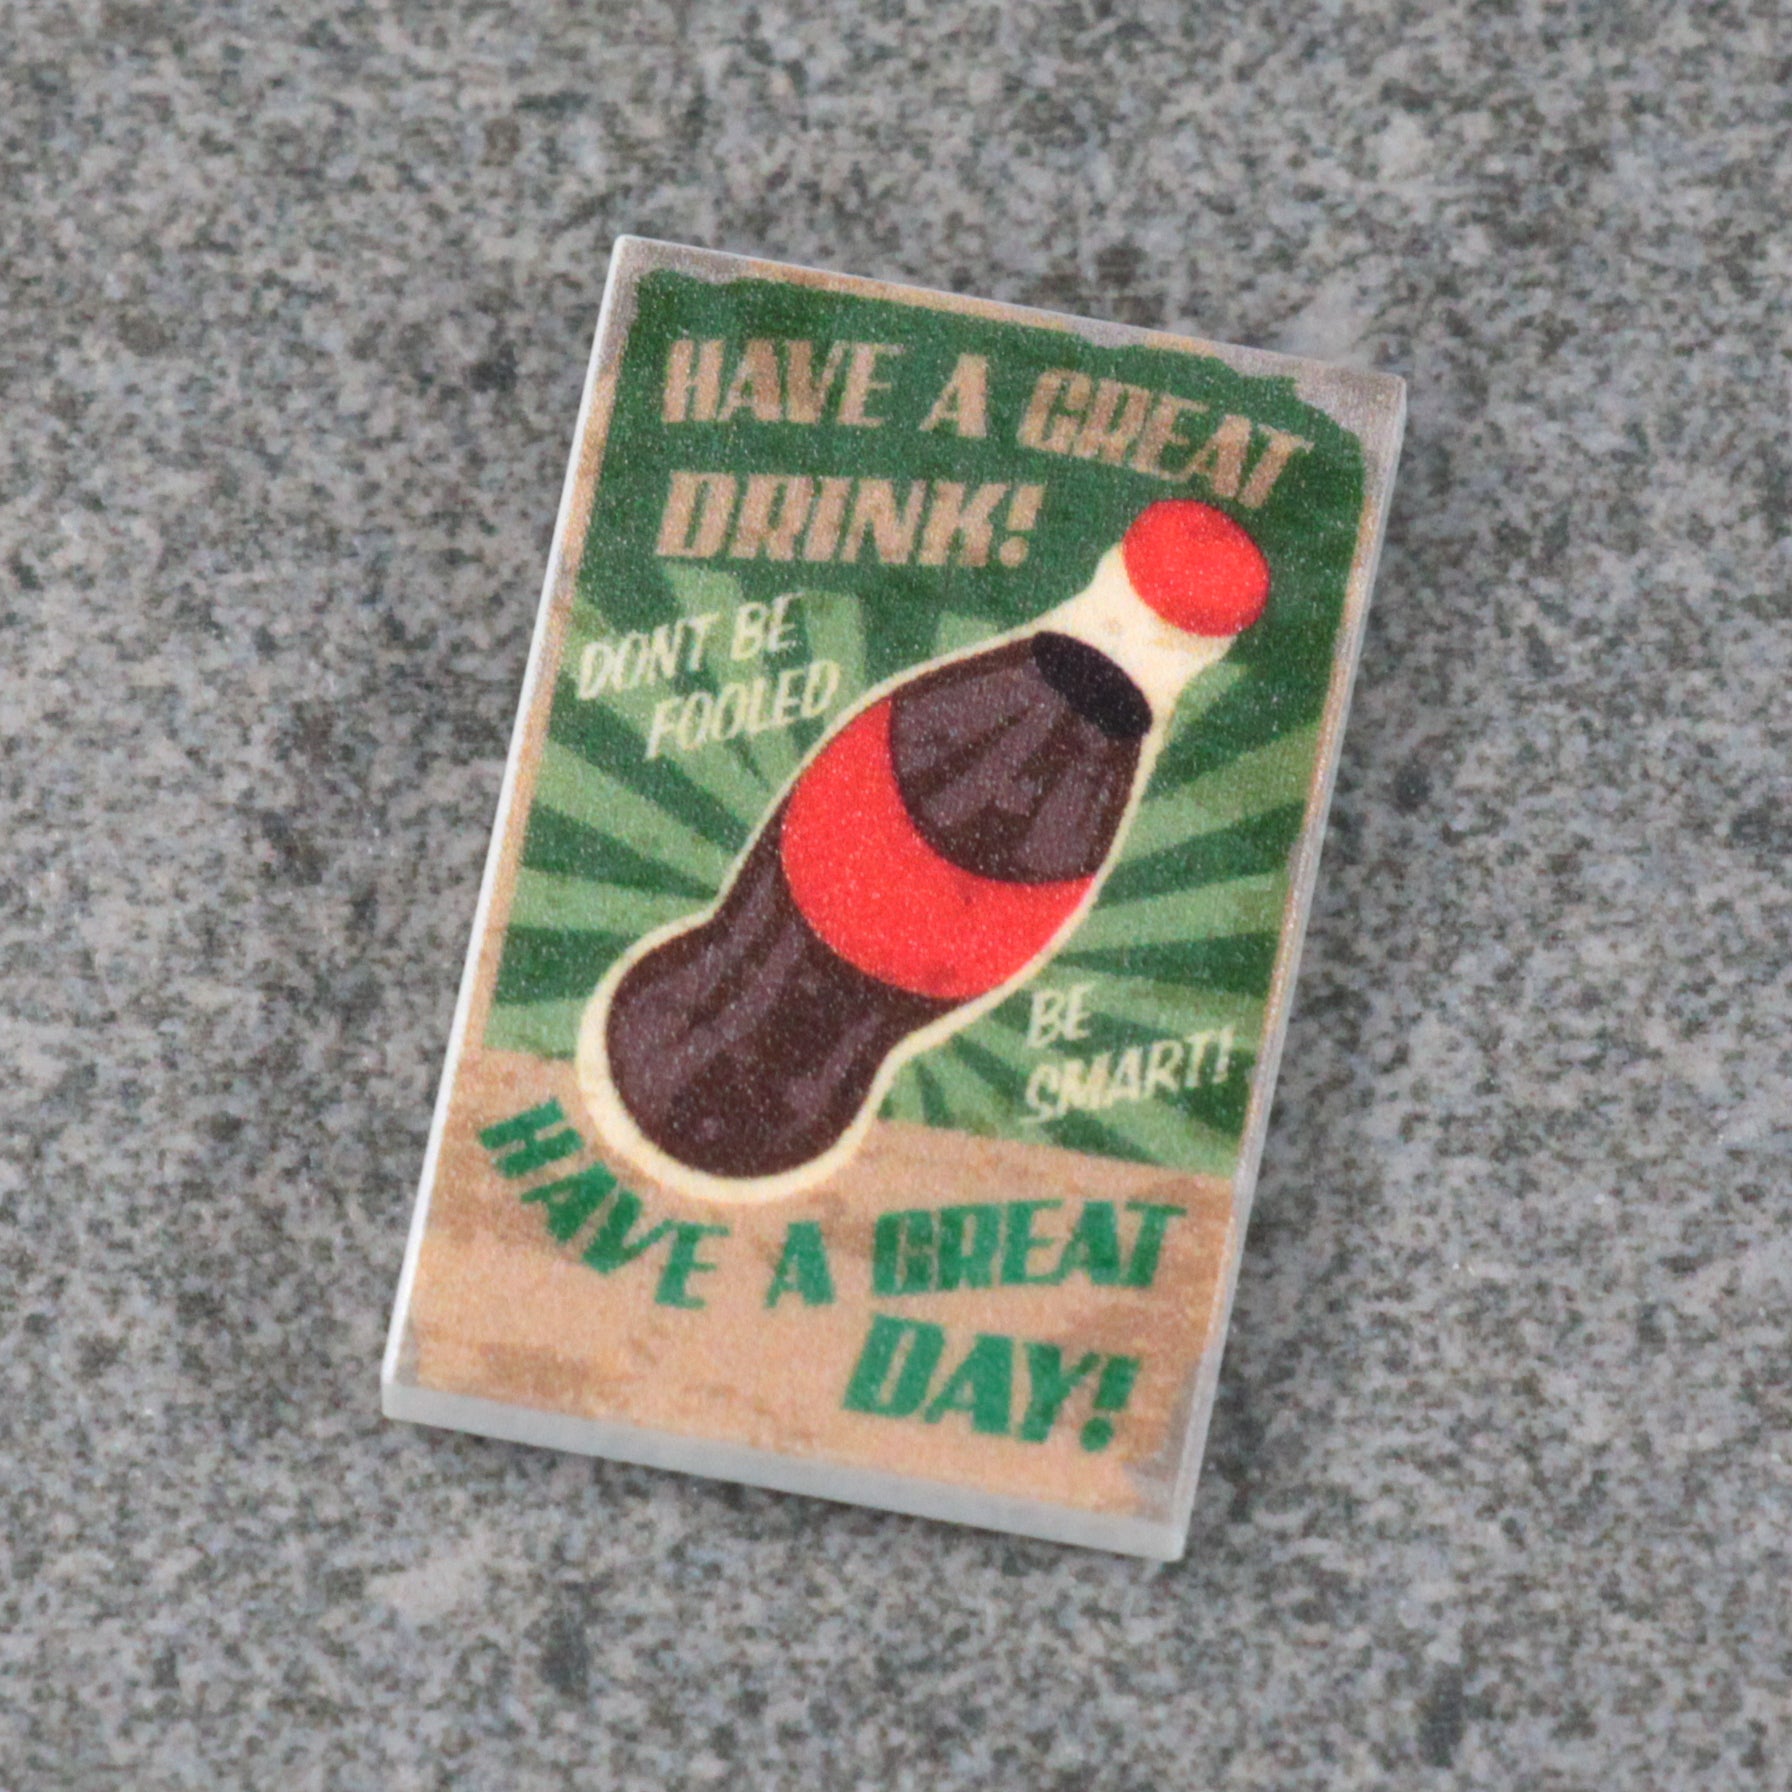 HAVE A GREAT
DRINK!
DONT BE
FOOLED
BE
SMART!
HAVE A GREAT
DAY!